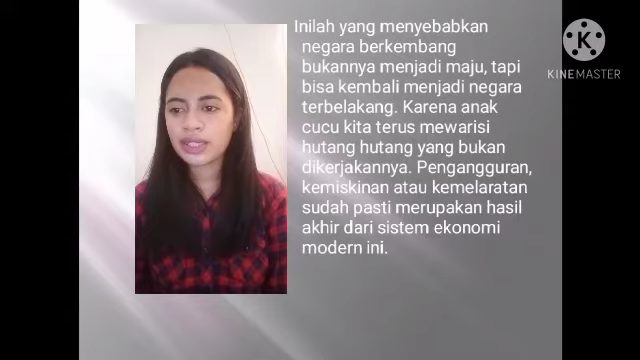 Inilah yang menyebabkan
negara berkembang
bukannya menjadi maju, tapi
bisa kembali menjadi negara
terbelakang. Karena anak
cucu kita terus mewarisi
hutang hutang yang bukan
dikerjakannya. Pengangguran,
kemiskinan atau kemelaratan
sudah pasti merupakan hasil
akhir dari sistem ekonomi
modern ini.
K
KINEMASTER